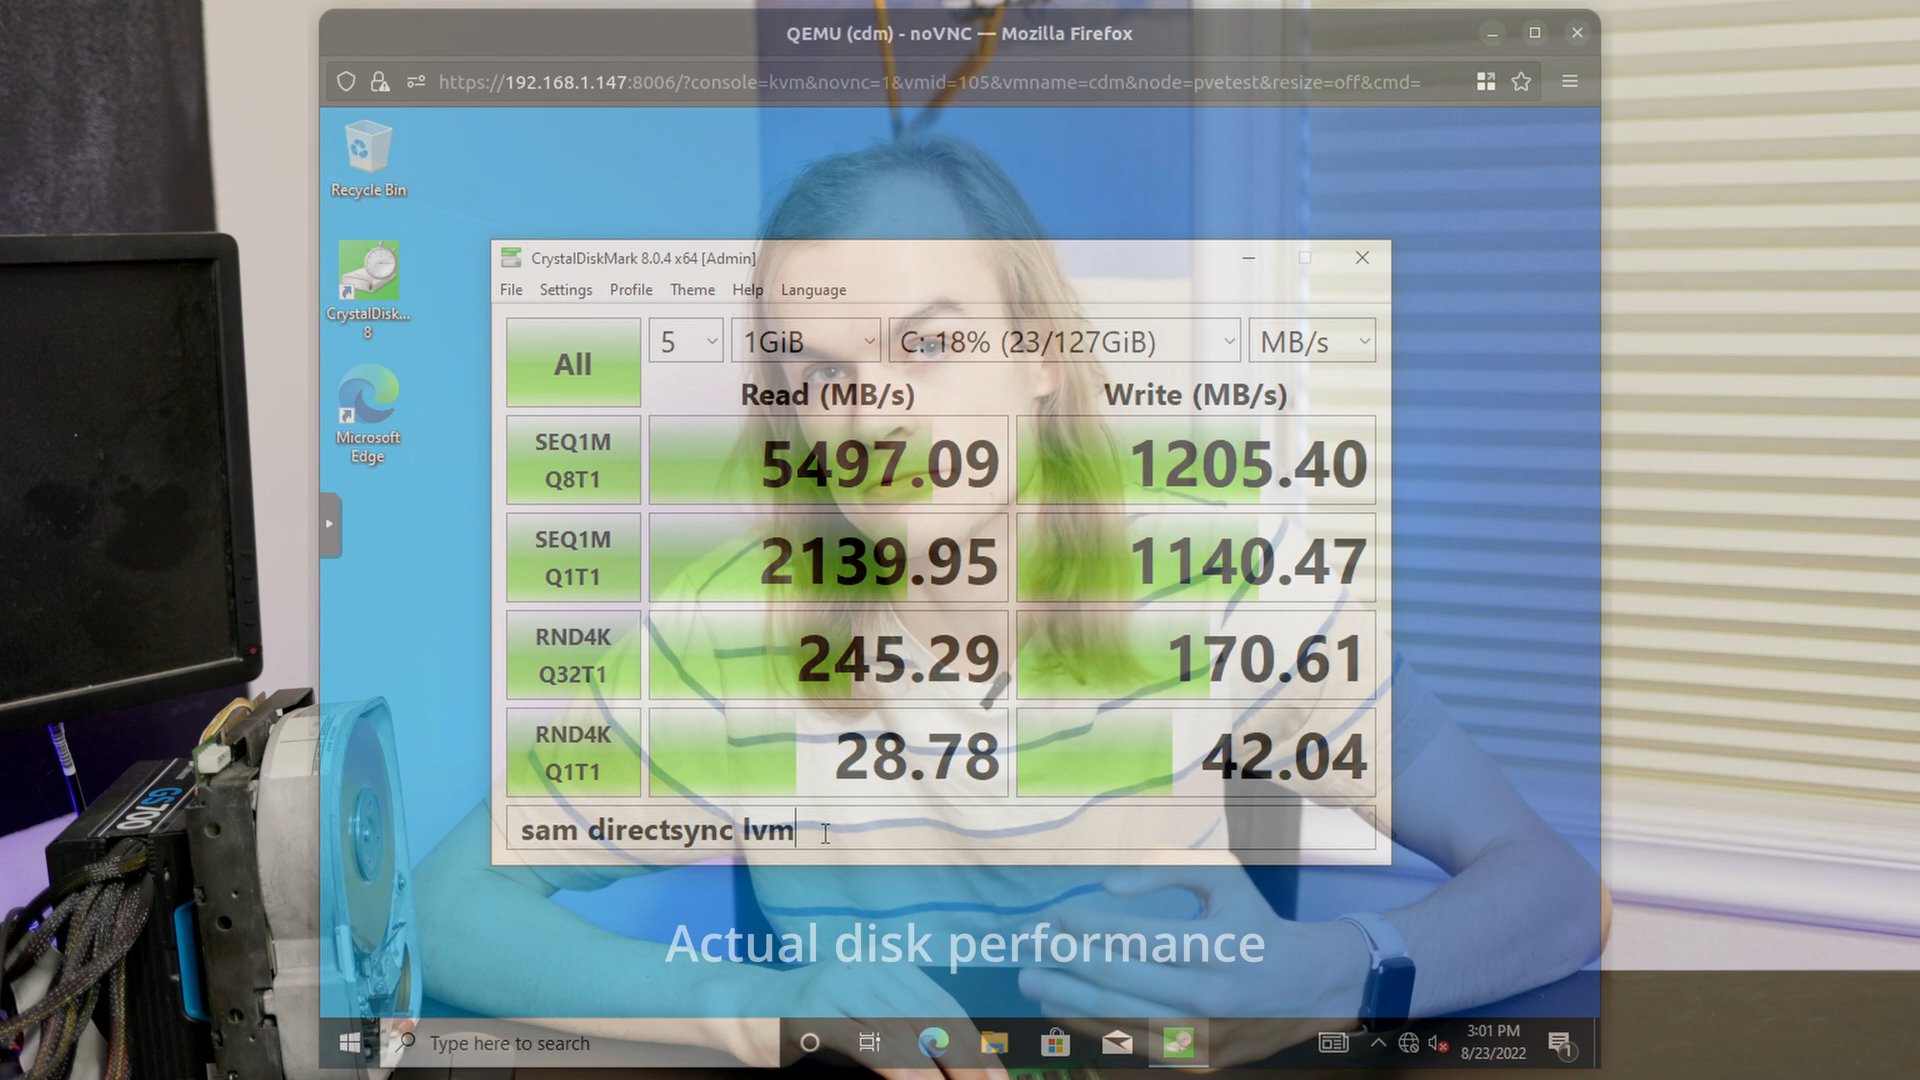 QEMU (cdm) - noVNC — Mozilla Firefox
https://192.168.1.147:8006/?console=kvm&novnc=1&vmid=105&vmname=cdm&node=pvetest&resize=off&cmd=
Recycle Bin
CrystalDisk...
8
Microsoft
Edge
CrystalDiskMark 8.0.4 x64 [Admin]
File Settings Profile Theme Help Language
All
5 1GiB C: 18% (23/127GiB) MB/s
Read (MB/s) Write (MB/s)
SEQ1M
Q8T1
5497.09 1205.40
SEQ1M
Q1T1
2139.95 1140.47
RND4K
Q32T1
245.29 170.61
RND4K
Q1T1
28.78 42.04
sam directsync lvm
GS700
Actual disk performance
Type here to search
3:01 PM
8/23/2022
1